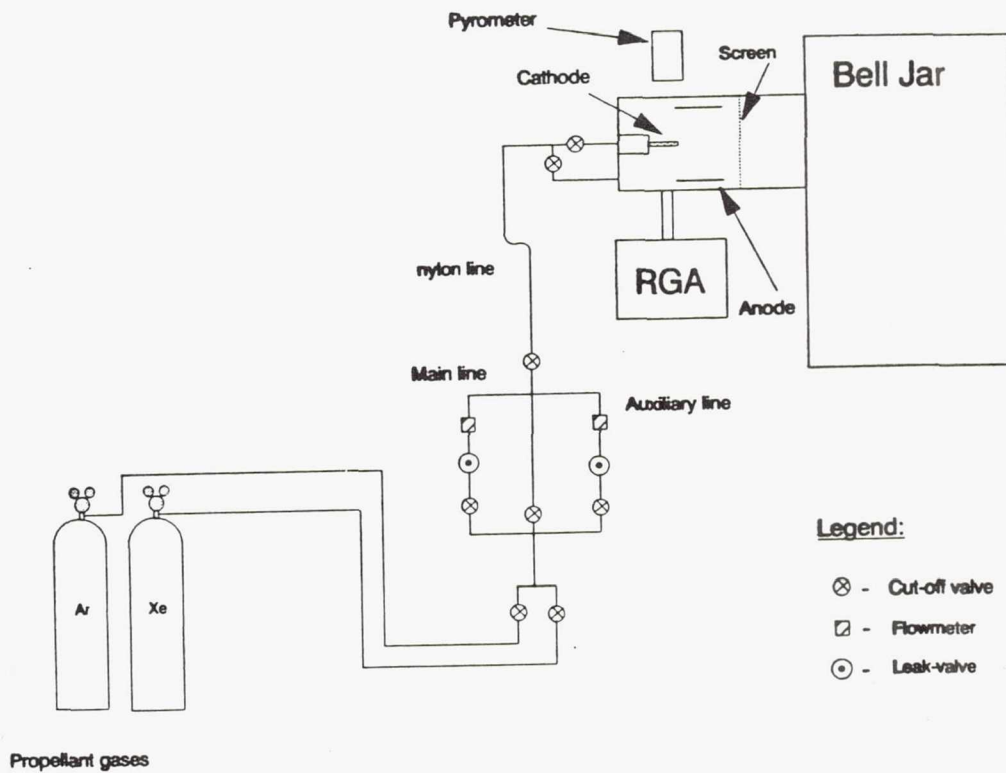 Pyrometer
Screen
Bell Jar
Cathode
nylon line
RGA
Anode
Main line
Auxiliary line
Legend:
Ar
Xe
- Cut-off valve
- Flowmeter
- Leak-valve
Propellant gases